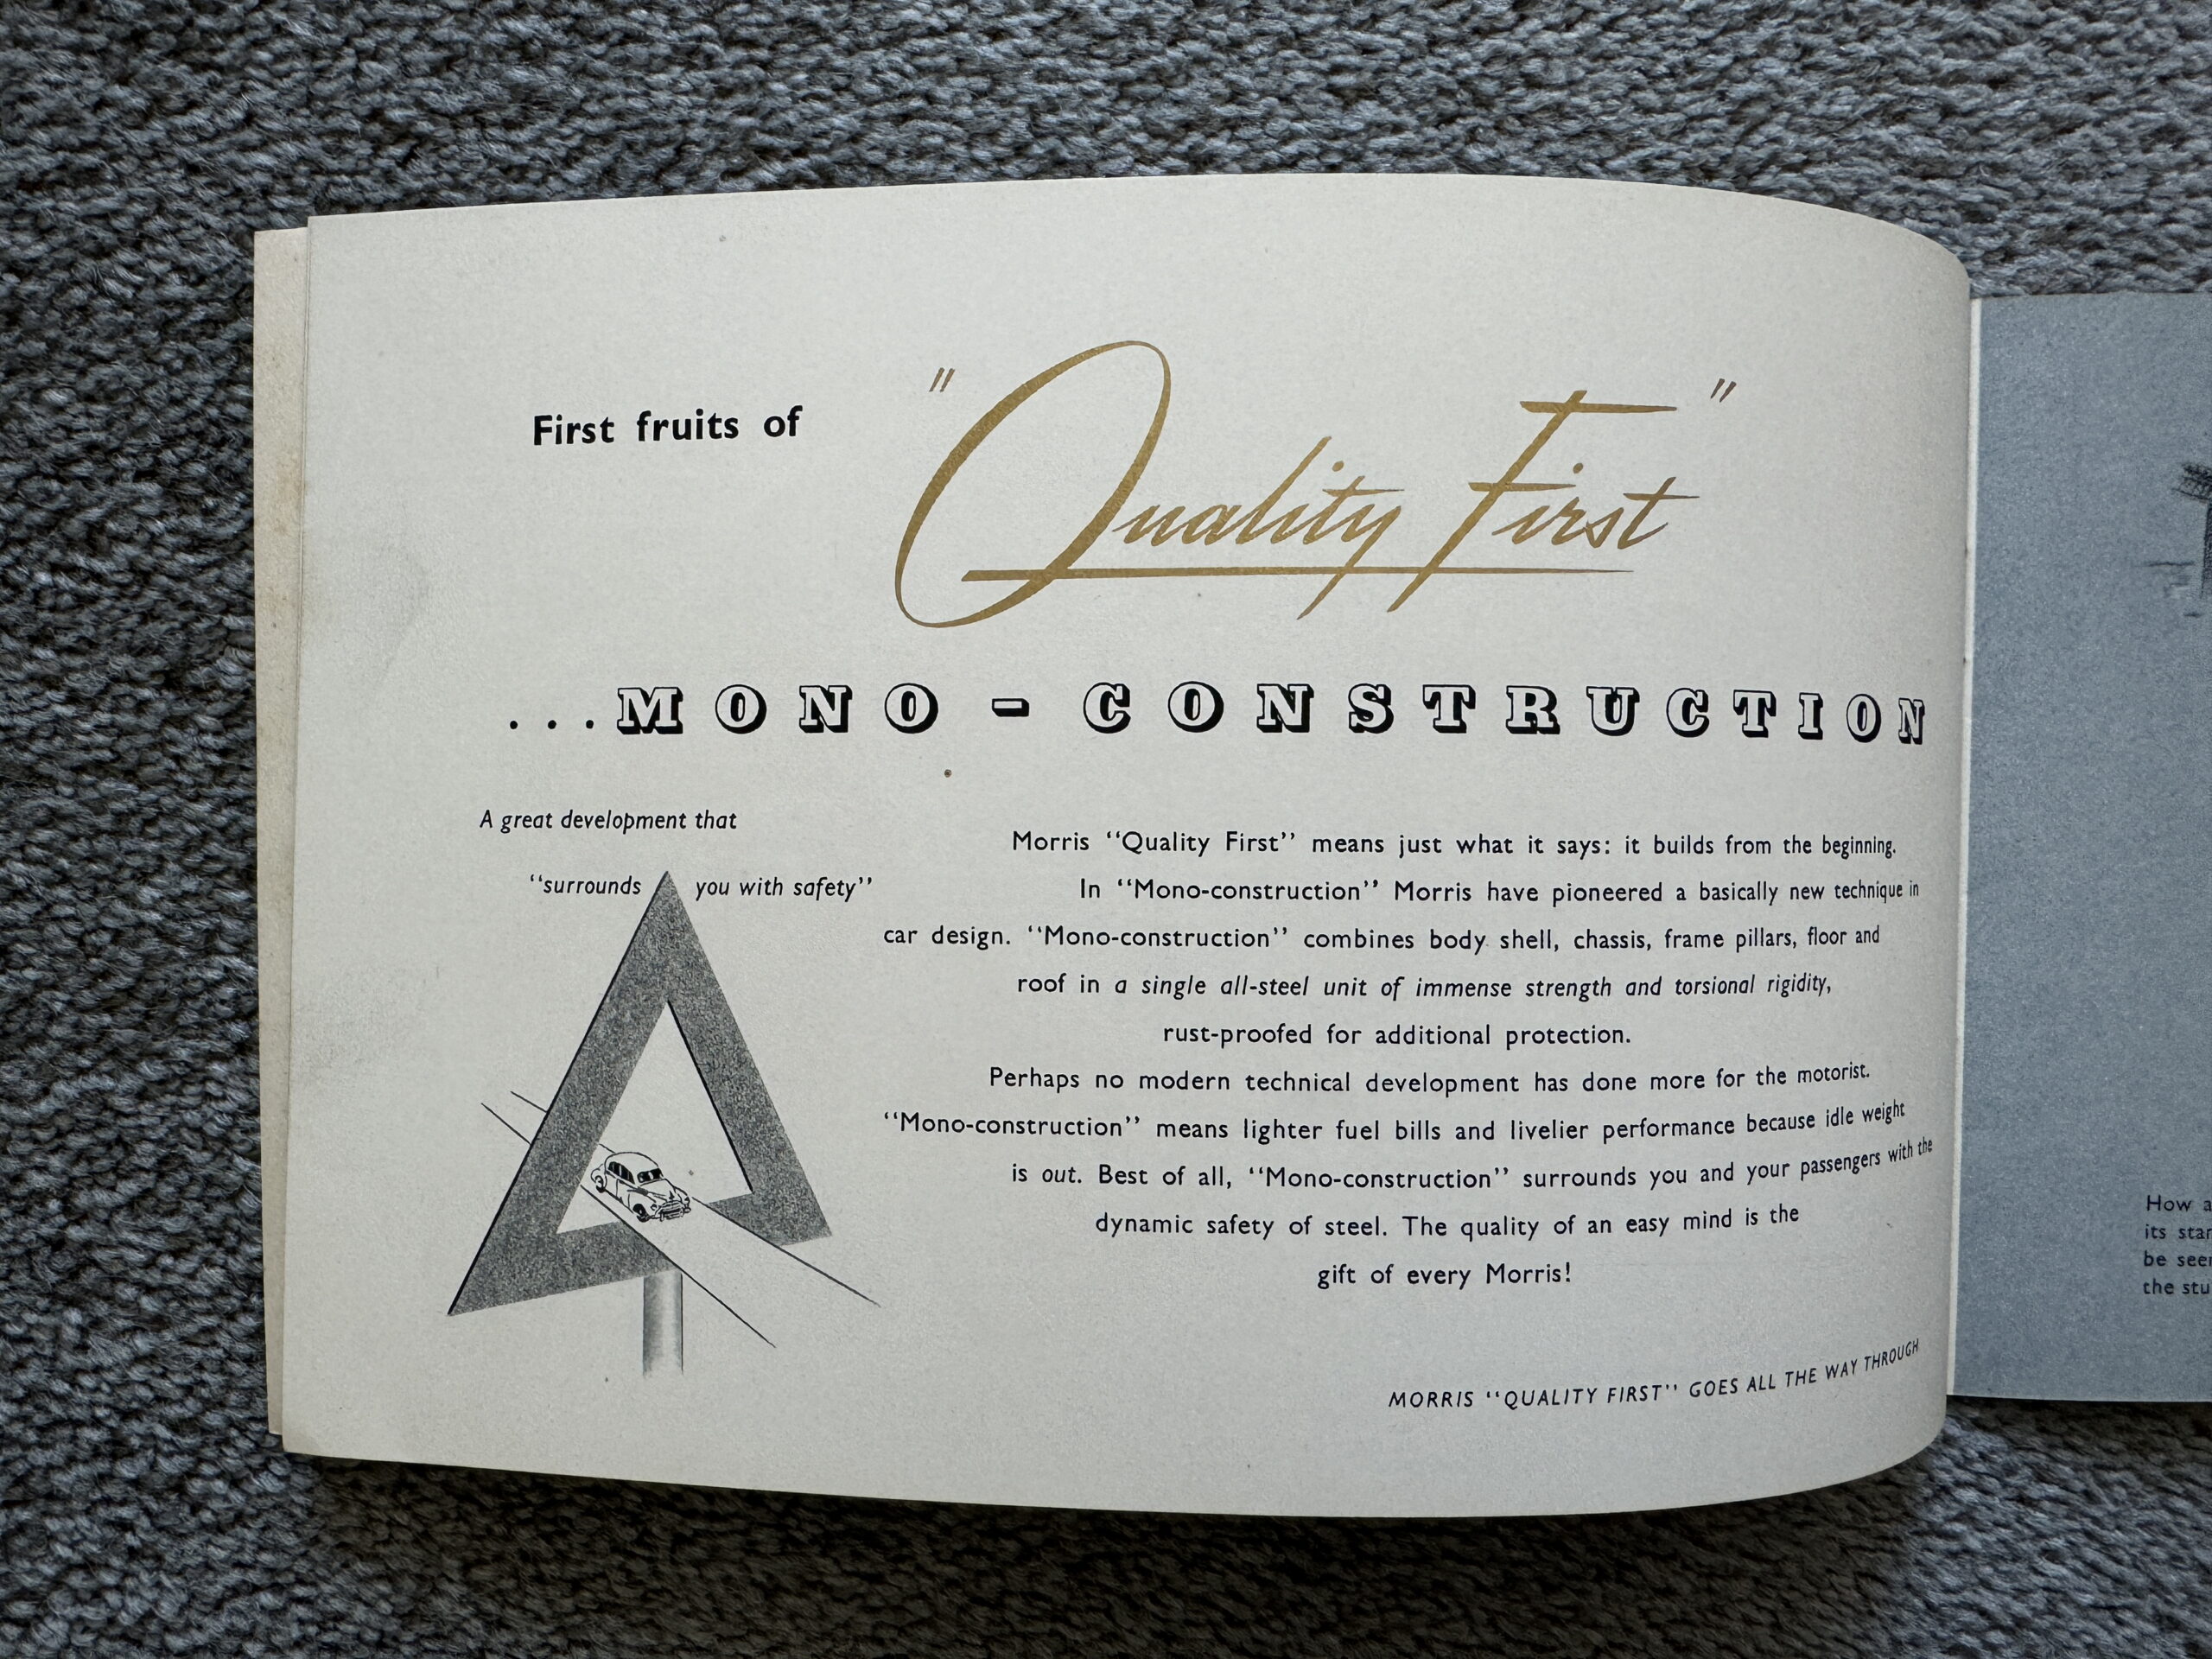 First fruits of
"Quality First"
...MONO-CONSTRUCTION
A great development that
“surrounds you with safety”
Morris “Quality First” means just what it says: it builds from the beginning.
In “Mono-construction” Morris have pioneered a basically new technique in
car design. “Mono-construction” combines body shell, chassis, frame pillars, floor and
roof in a single all-steel unit of immense strength and torsional rigidity,
rust-proofed for additional protection.
Perhaps no modern technical development has done more for the motorist.
“Mono-construction” means lighter fuel bills and livelier performance because idle weight
is out. Best of all, “Mono-construction” surrounds you and your passengers with the
dynamic safety of steel. The quality of an easy mind is the
gift of every Morris!
MORRIS “QUALITY FIRST” GOES ALL THE WAY THROUGH
How
its
be
the